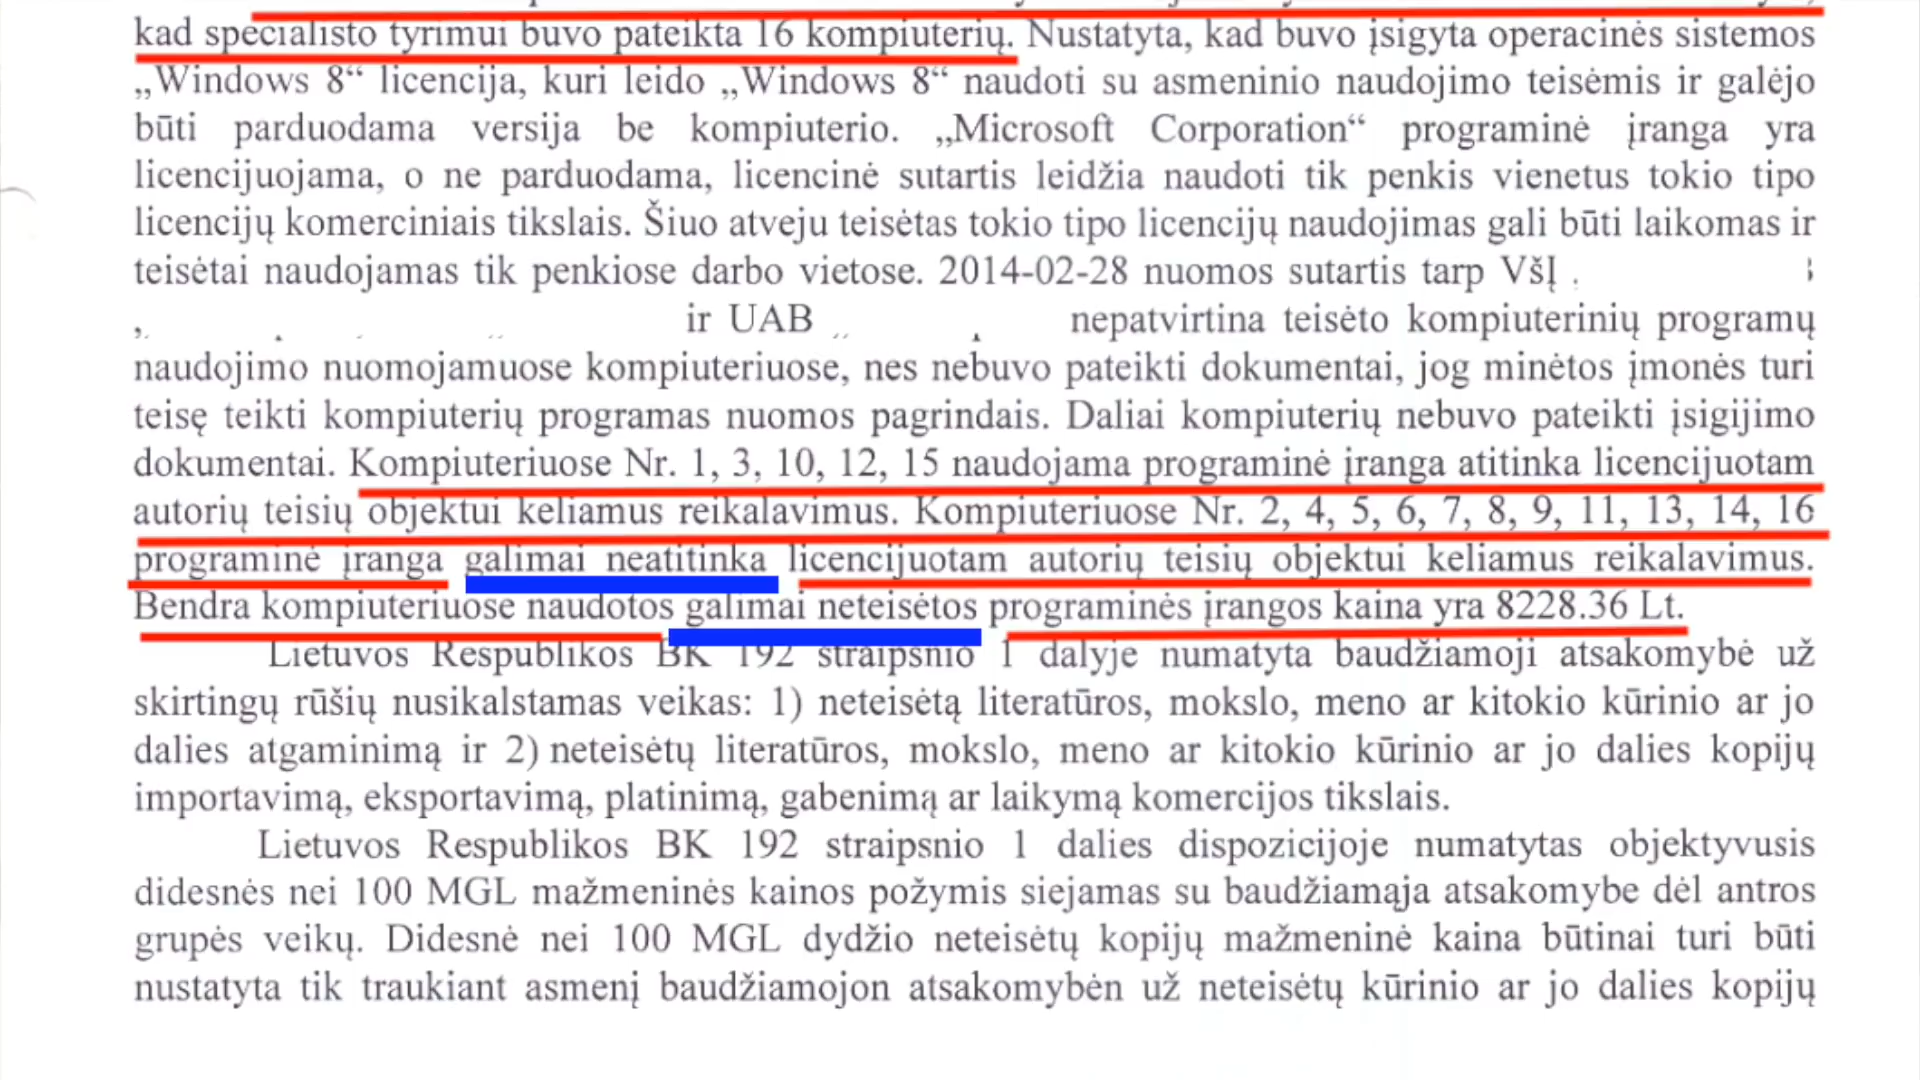 kad specialisto tyrimui buvo pateikta 16 kompiuterių. Nustatyta, kad buvo įsigyta operacinės sistemos
„Windows 8“ licencija, kuri leido „Windows 8“ naudoti su asmeninio naudojimo teisėmis ir galėjo
būti parduodama versija be kompiuterio. „Microsoft Corporation“ programinė įranga yra
licencijuojama, o ne parduodama, licencinė sutartis leidžia naudoti tik penkis vienetus tokio tipo
licencijų komerciniais tikslais. Šiuo atveju teisėtas tokio tipo licencijų naudojimas gali būti laikomas ir
teisėtai naudojamas tik penkiose darbo vietose. 2014-02-28 nuomos sutartis tarp VšĮ
ir UAB nepatvirtina teisėto kompiuterinių programų
naudojimo nuomojamuose kompiuteriuose, nes nebuvo pateikti dokumentai, jog minėtos įmonės turi
teisę teikti kompiuterių programas nuomos pagrindais. Daliai kompiuterių nebuvo pateikti įsigijimo
dokumentai. Kompiuteriuose Nr. 1, 3, 10, 12, 15 naudojama programinė įranga atitinka licencijuotam
autorių teisių objektui keliamus reikalavimus. Kompiuteriuose Nr. 2, 4, 5, 6, 7, 8, 9, 11, 13, 14, 16
programinė įranga galimai neatitinka licencijuotam autorių teisių objektui keliamus reikalavimus.
Bendra kompiuteriuose naudotos galimai neteisėtos programinės įrangos kaina yra 8228.36 Lt.
Lietuvos Respublikos BK 192 straipsnio 1 dalyje numatyta baudžiamoji atsakomybė už
skirtingų rūšių nusikalstamas veikas: 1) neteisėtą literatūros, mokslo, meno ar kitokio kūrinio ar jo
dalies atgaminimą ir 2) neteisėtų literatūros, mokslo, meno ar kitokio kūrinio ar jo dalies kopijų
importavimą, eksportavimą, platinimą, gabenimą ar laikymą komercijos tikslais.
Lietuvos Respublikos BK 192 straipsnio 1 dalies dispozicijoje numatytas objektyvusis
didesnės nei 100 MGL mažmeninės kainos požymis siejamas su baudžiamąja atsakomybe dėl antros
grupės veikų. Didesnė nei 100 MGL dydžio neteisėtų kopijų mažmeninė kaina būtinai turi būti
nustatyta tik traukiant asmenį baudžiamojon atsakomybėn už neteisėtų kūrinio ar jo dalies kopijų